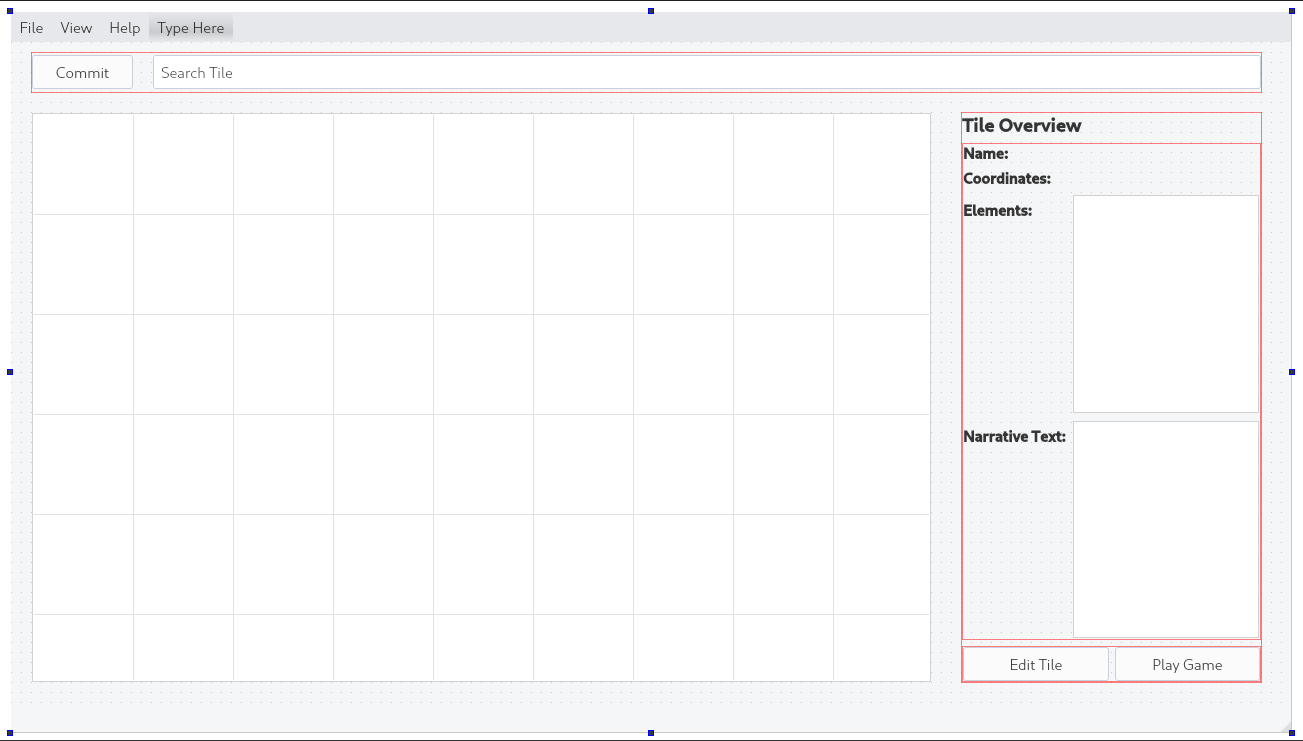 File View Help Type Here
Commit Search Tile
Tile Overview
Name:
Coordinates:
Elements:
Narrative Text:
Edit Tile Play Game